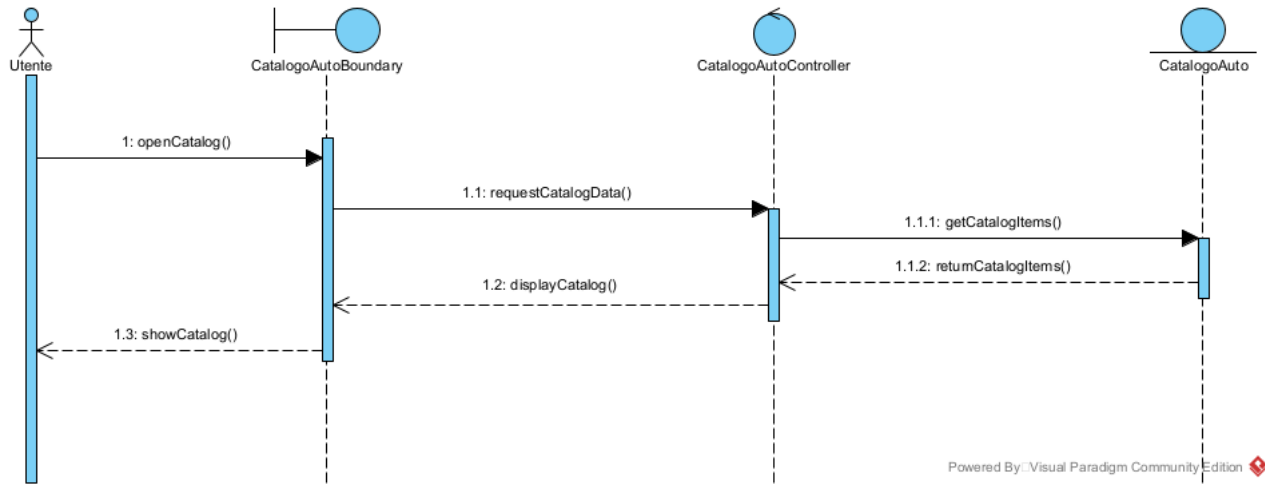 Utente
CatalogoAutoBoundary
CatalogoAutoController
CatalogoAuto
1: openCatalog()
1.1: requestCatalogData()
1.1.1: getCatalogItems()
1.1.2: returnCatalogItems()
1.2: displayCatalog()
1.3: showCatalog()
Powered By Visual Paradigm Community Edition